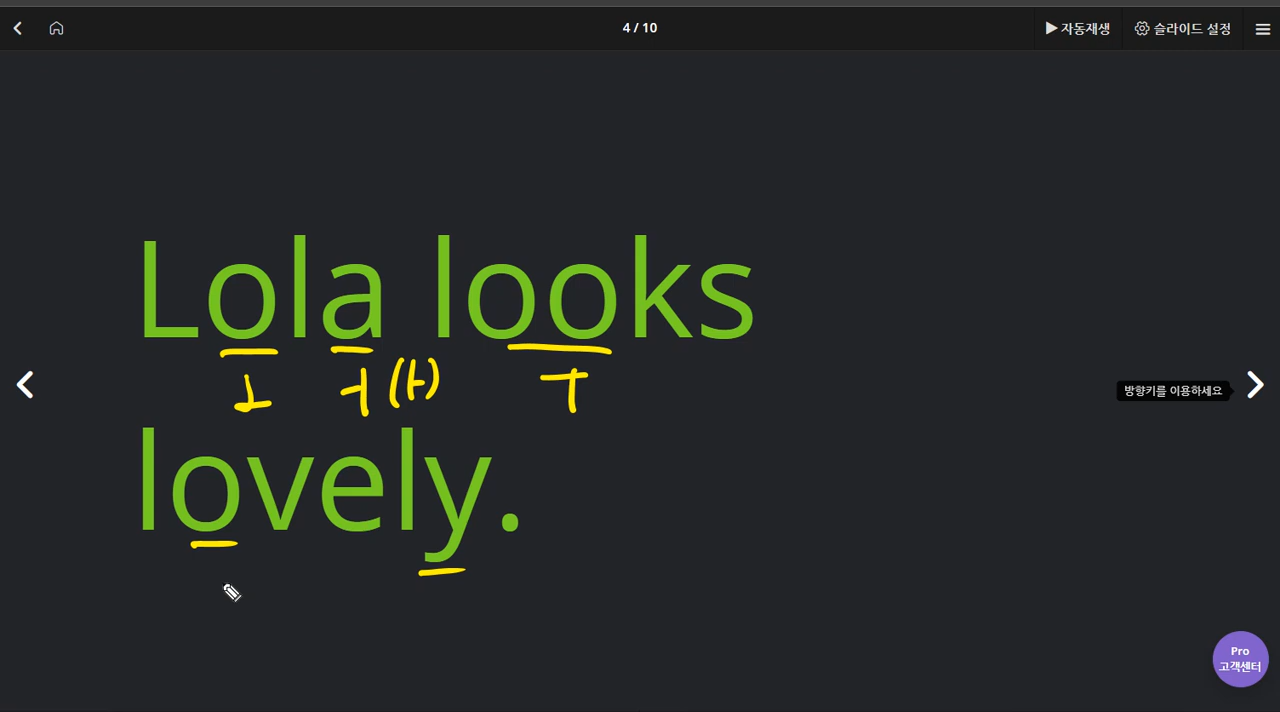 4 / 10
▶ 자동재생
슬라이드 설정
Lola looks
ㅗ ㅓ(ㅏ) ㅜ
방향키를 이용하세요
lovely.
Pro
고객센터